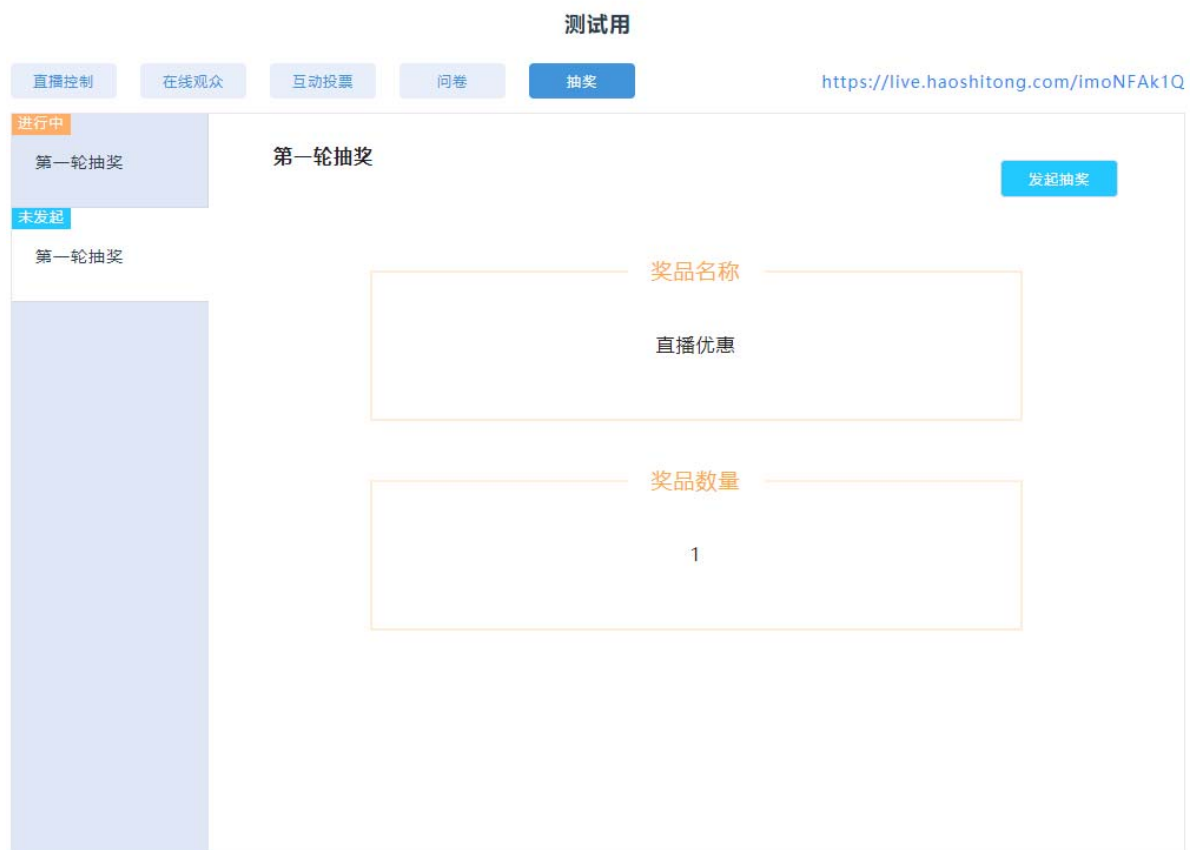 测试用
直播控制 在线观众 互动投票 问卷 抽奖 https://live.haoshitong.com/imoNFAk1Q
进行中
第一轮抽奖
未发起
第一轮抽奖
第一轮抽奖
发起抽奖
奖品名称
直播优惠
奖品数量
1